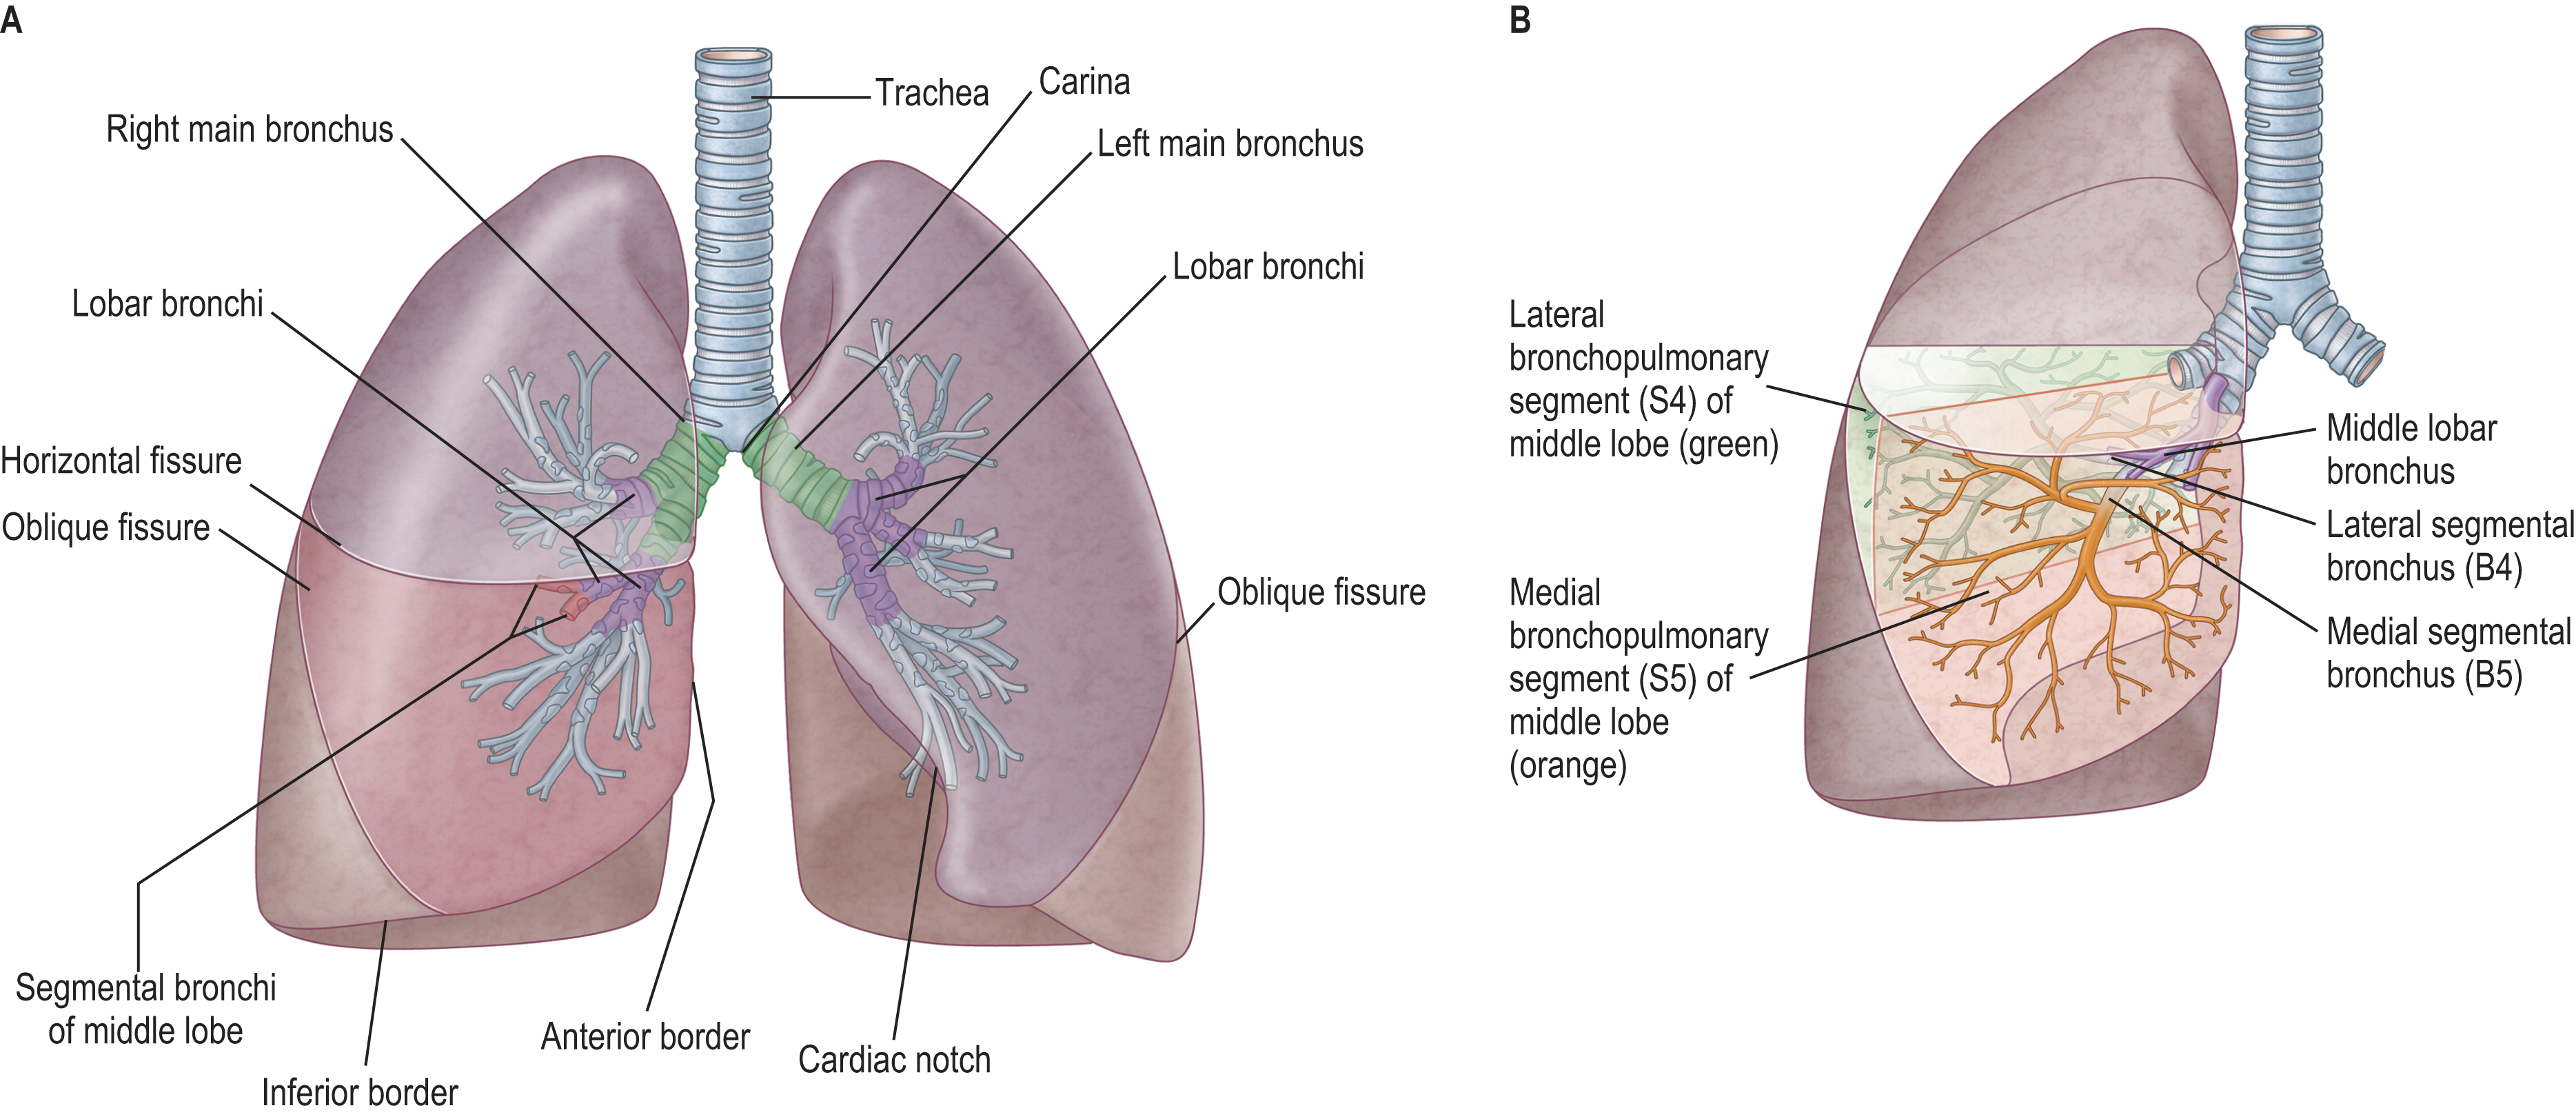 A
Trachea
Carina
Right main bronchus
Left main bronchus
Lobar bronchi
Lobar bronchi
Horizontal fissure
Oblique fissure
Oblique fissure
Segmental bronchi
of middle lobe
Inferior border
Anterior border
Cardiac notch
B
Lateral
bronchopulmonary
segment (S4) of
middle lobe (green)
Medial
bronchopulmonary
segment (S5) of
middle lobe
(orange)
Middle lobar
bronchus
Lateral segmental
bronchus (B4)
Medial segmental
bronchus (B5)